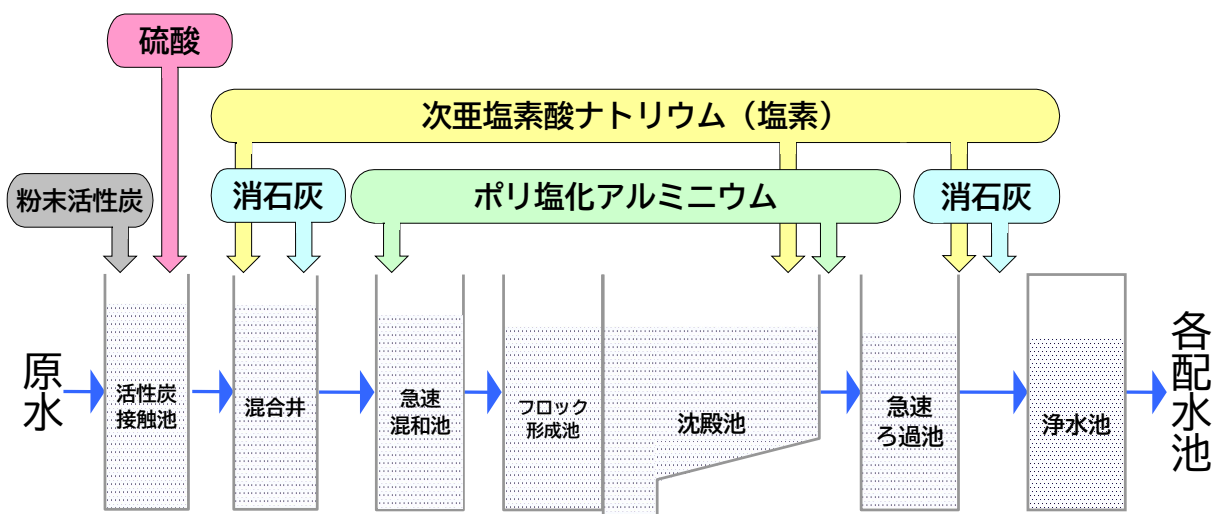 硫酸
次亜塩素酸ナトリウム（塩素）
粉末活性炭
消石灰
ポリ塩化アルミニウム
消石灰
原水
活性炭
接触池
混合井
急速
混和池
フロック
形成池
沈殿池
急速
ろ過池
浄水池
各配水池